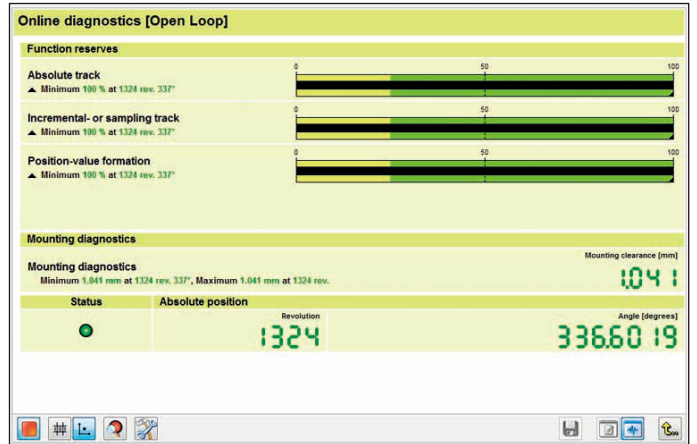 Online diagnostics [Open Loop]
Function reserves
Absolute track
Minimum 100 % at 1324 rev. 337°
0 50 100
Incremental- or sampling track
Minimum 100 % at 1324 rev. 337°
0 50 100
Position-value formation
Minimum 100 % at 1324 rev. 337°
0 50 100
Mounting diagnostics
Mounting clearance [mm]
Mounting diagnostics
Minimum 1.041 mm at 1324 rev. 337°, Maximum 1.041 mm at 1324 rev.
1.041
Status Absolute position
Revolution Angle [degrees]
1324 336.6019